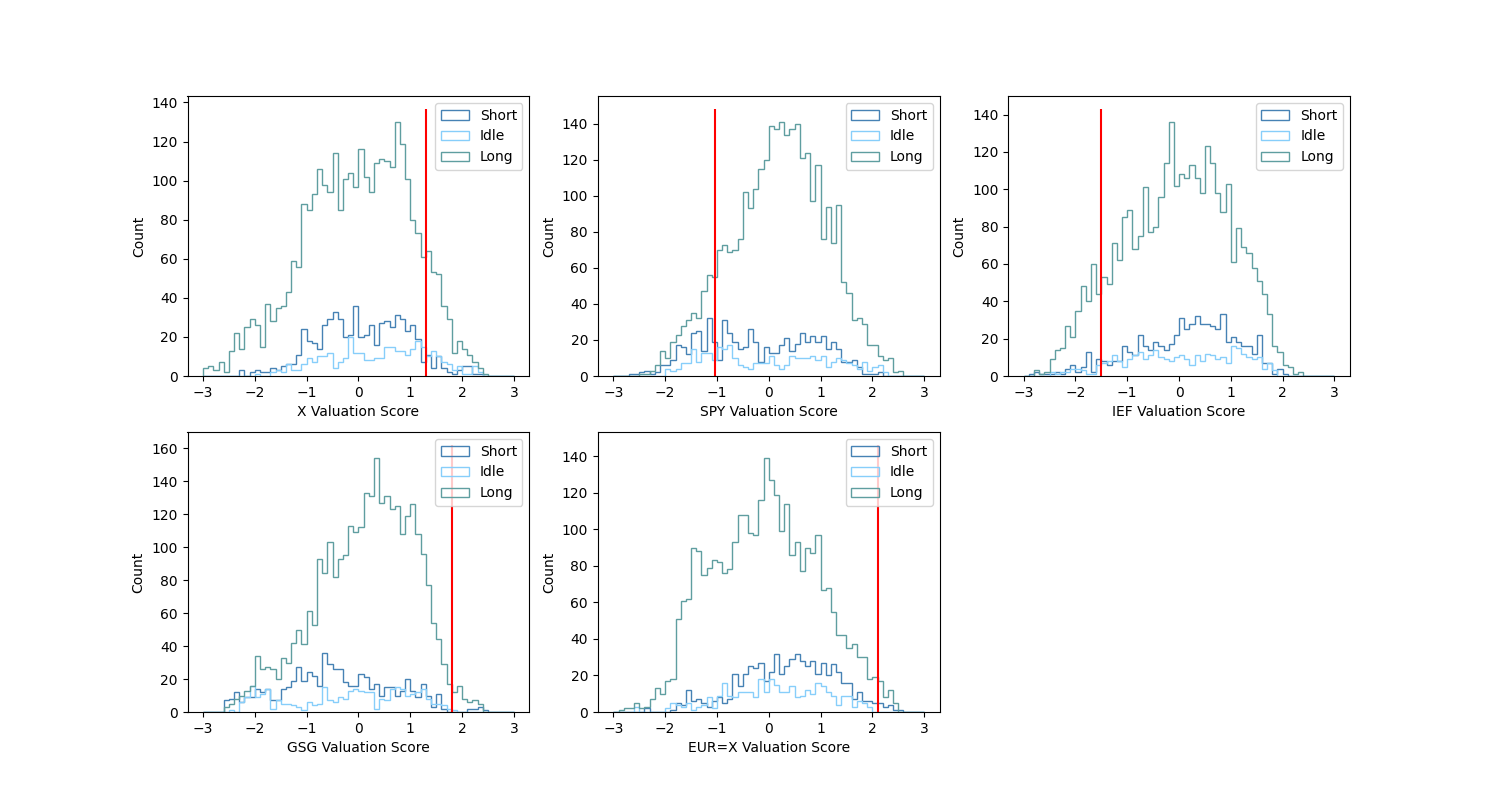 140
120
100
80
60
40
20
0
Count
−3 −2 −1 0 1 2 3
X Valuation Score
Short
Idle
Long
140
120
100
80
60
40
20
0
Count
−3 −2 −1 0 1 2 3
SPY Valuation Score
Short
Idle
Long
140
120
100
80
60
40
20
0
Count
−3 −2 −1 0 1 2 3
IEF Valuation Score
Short
Idle
Long
160
140
120
100
80
60
40
20
0
Count
−3 −2 −1 0 1 2 3
GSG Valuation Score
Short
Idle
Long
140
120
100
80
60
40
20
0
Count
−3 −2 −1 0 1 2 3
EUR=X Valuation Score
Short
Idle
Long